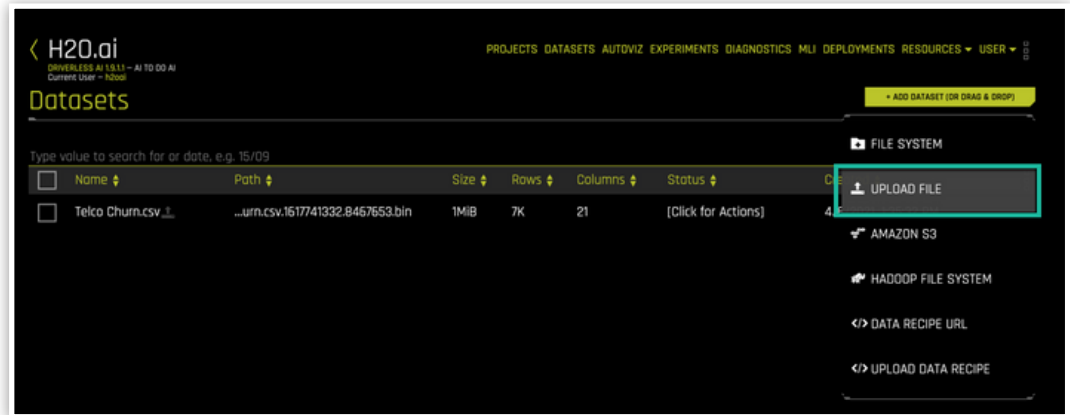 H2O.ai
DRIVERLESS AI 1.9.1.1 – AI TO DO AI
Current User – h2oai
PROJECTS DATASETS AUTOVIZ EXPERIMENTS DIAGNOSTICS MLI DEPLOYMENTS RESOURCES USER
Datasets
+ ADD DATASET (OR DRAG & DROP)
FILE SYSTEM
Type value to search for or date, e.g. 15/09
Name Path Size Rows Columns Status
UPLOAD FILE
Telco Churn.csv ...urn.csv.1617741332.8467653.bin 1MiB 7K 21 [Click for Actions]
AMAZON S3
HADOOP FILE SYSTEM
</> DATA RECIPE URL
</> UPLOAD DATA RECIPE